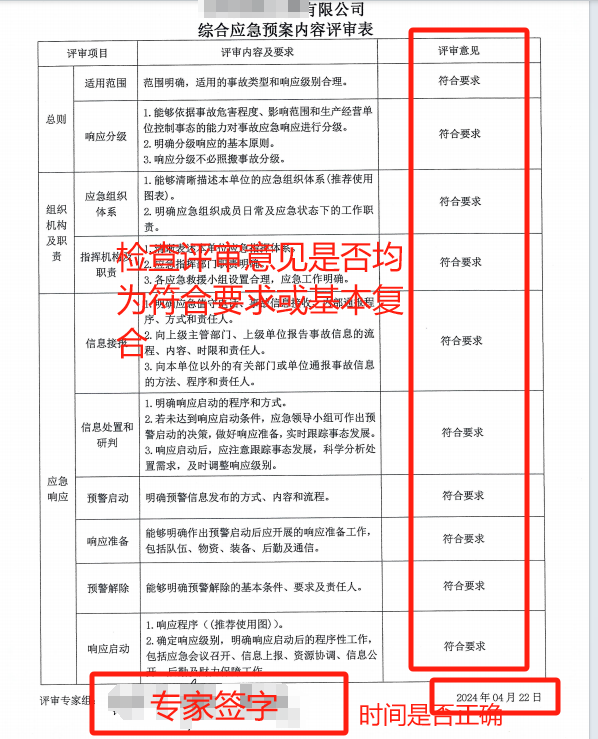 有限公司
综合应急预案内容评审表
评审项目 评审内容及要求 评审意见
总则
适用范围 范围明确，适用的事故类型和响应级别合理。 符合要求
响应分级
1.能够依据事故危害程度、影响范围和生产经营单
位控制事态的能力对事故应急响应进行分级。
2.明确分级响应的基本原则。
3.响应分级不必照搬事故分级。
符合要求
组织
机构
及职
责
应急组织
体系
1.能够清晰描述本单位的应急组织体系(推荐使用
图表)。
2.明确应急组织成员日常及应急状态下的工作职
责。
符合要求
指挥机构及
职责
3.各应急救援小组设置合理，应急工作明确。
符合要求
检查评审意见是否均
为符合要求或基本复
合
应急
响应
信息接报
序、方式和责任人。
2.向上级主管部门、上级单位报告事故信息的流
程、内容、时限和责任人。
3.向本单位以外的有关部门或单位通报事故信息
的方法、程序和责任人。
符合要求
信息处置和
研判
1.明确响应启动的程序和方式。
2.若未达到响应启动条件，应急领导小组可作出预
警启动的决策，做好响应准备，实时跟踪事态发展。
3.响应启动后，应注意跟踪事态发展，科学分析处
置需求，及时调整响应级别。
符合要求
预警启动 明确预警信息发布的方式、内容和流程。 符合要求
响应准备
能够明确作出预警启动后应开展的响应准备工作，
包括队伍、物资、装备、后勤及通信。
符合要求
预警解除 能够明确预警解除的基本条件、要求及责任人。 符合要求
响应启动
1.响应程序((推荐使用图))。
2.确定响应级别，明确响应启动后的程序性工作，
包括应急会议召开、信息上报、资源协调、信息公
开、后勤及财力保障工作。
符合要求
评审专家组 专家签字 2024年04月22日
时间是否正确